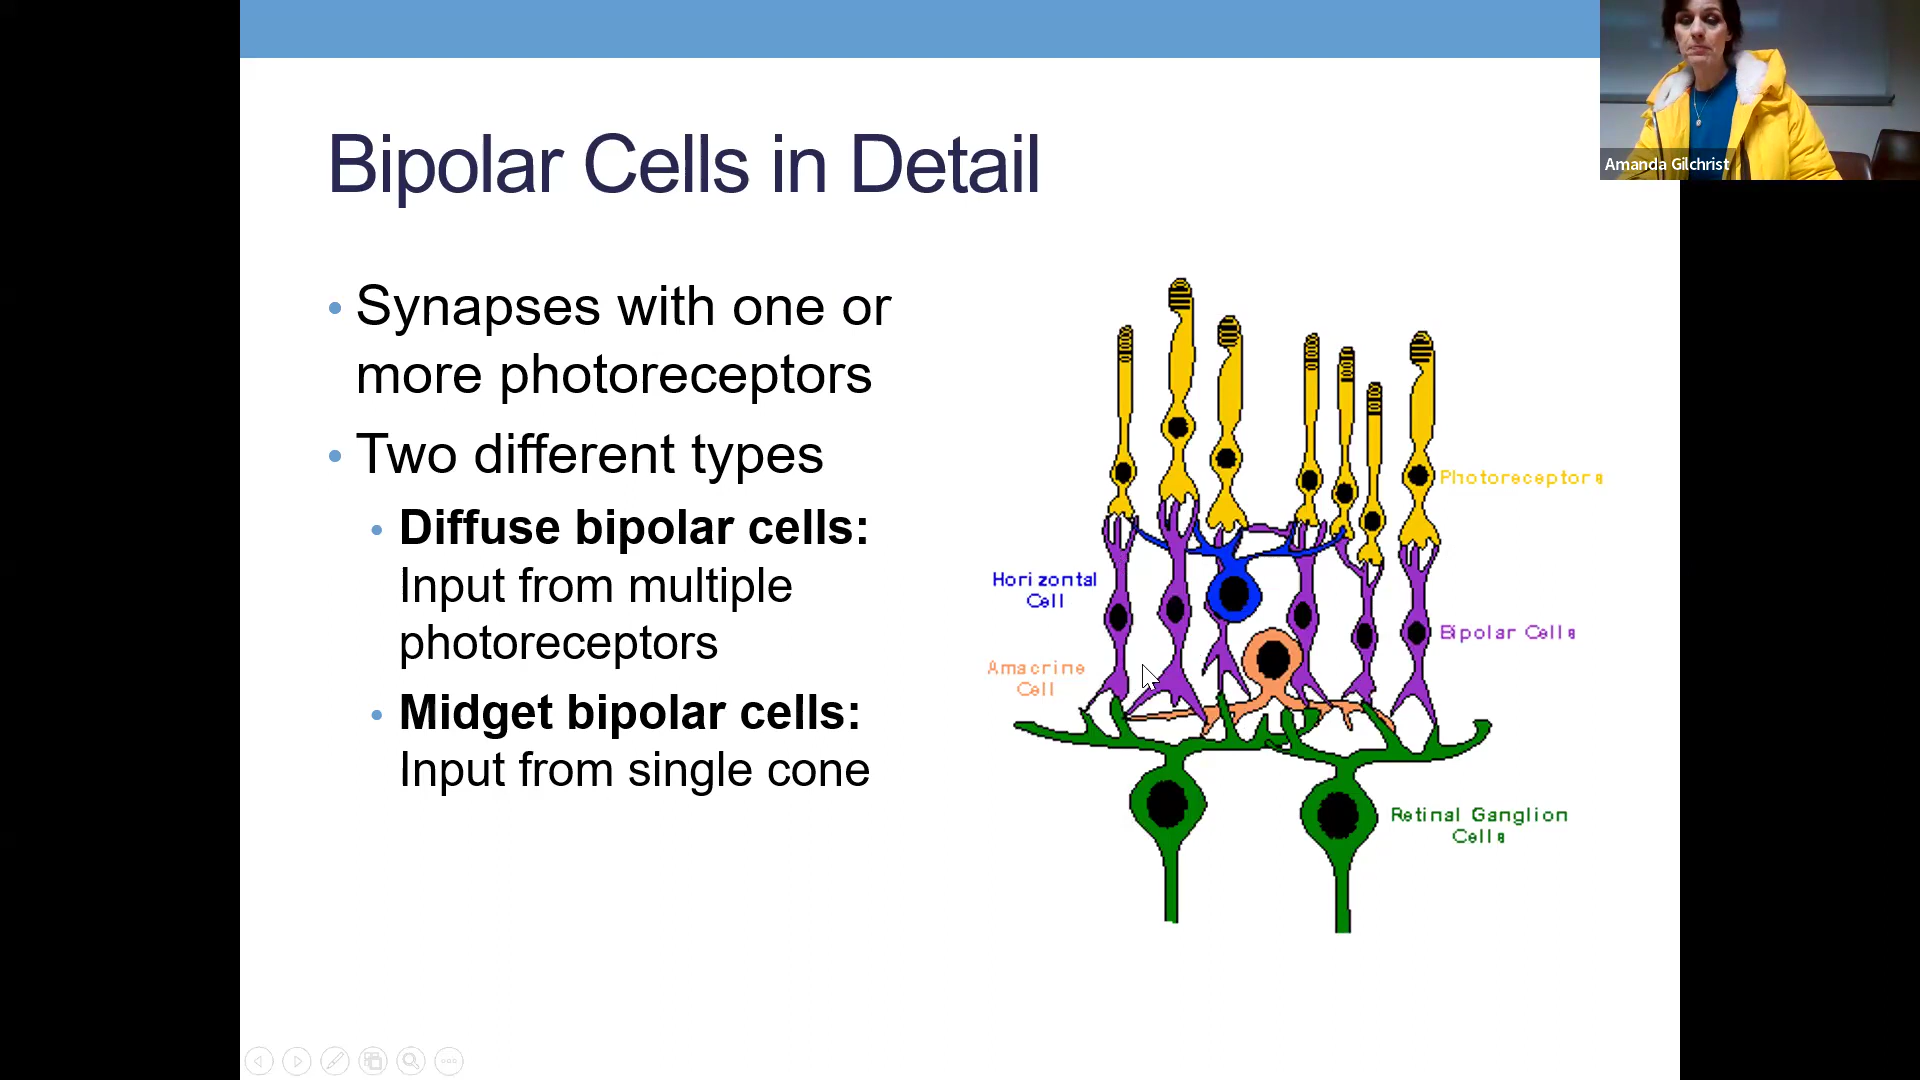 Amanda Gilchrist
Bipolar Cells in Detail
• Synapses with one or
more photoreceptors
• Two different types
• Diffuse bipolar cells:
Input from multiple
photoreceptors
• Midget bipolar cells:
Input from single cone
Photoreceptors
Horizontal
Cell
Bipolar Cells
Amacrine
Cell
Retinal Ganglion
Cells